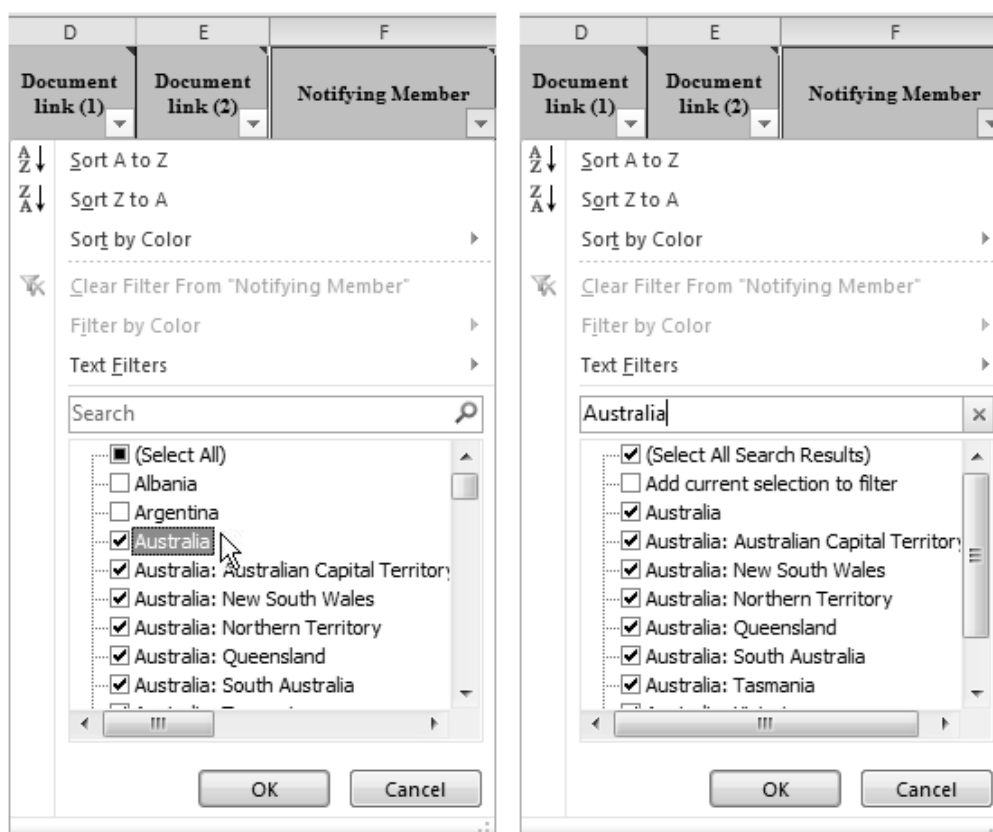 D E F
Document link (1)
Document link (2)
Notifying Member
Sort A to Z
Sort Z to A
Sort by Color
Clear Filter From "Notifying Member"
Filter by Color
Text Filters
Search
(Select All)
Albania
Argentina
Australia
Australia: Australian Capital Territory
Australia: New South Wales
Australia: Northern Territory
Australia: Queensland
Australia: South Australia
OK Cancel
D E F
Document link (1)
Document link (2)
Notifying Member
Sort A to Z
Sort Z to A
Sort by Color
Clear Filter From "Notifying Member"
Filter by Color
Text Filters
Australia
(Select All Search Results)
Add current selection to filter
Australia
Australia: Australian Capital Territory
Australia: New South Wales
Australia: Northern Territory
Australia: Queensland
Australia: South Australia
Australia: Tasmania
OK Cancel